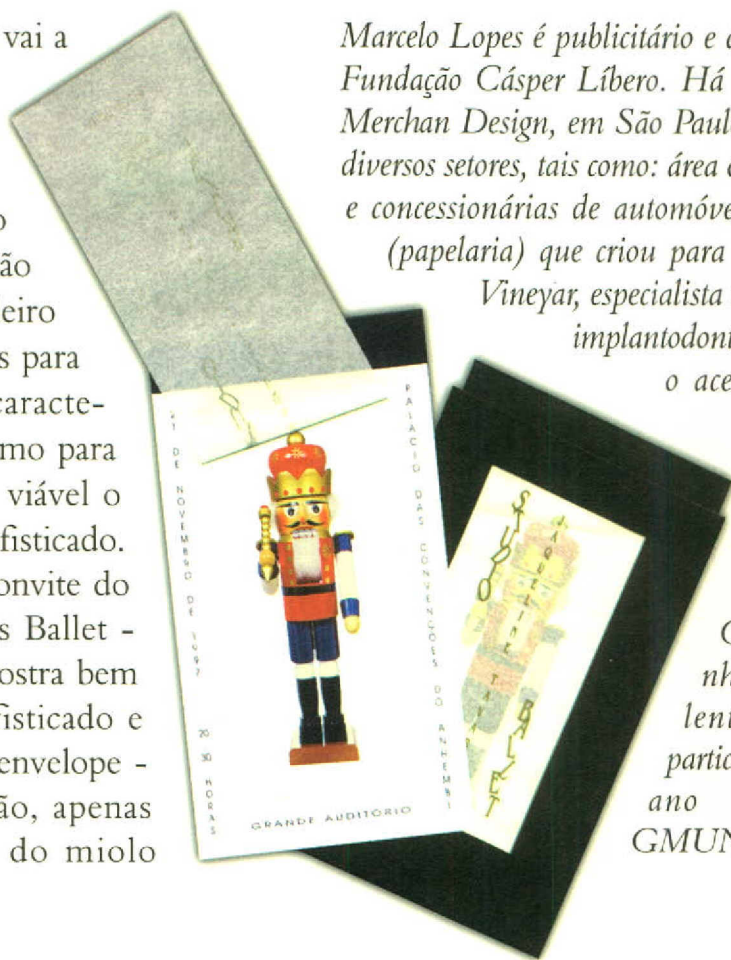 vai a
o
ão
eiro
s para
caracte-
mo para
viável o
fisticado.
onvite do
s Ballet -
ostra bem
fisticado e
envelope -
ão, apenas
do miolo
Marcelo Lopes é publicitário e
Fundação Cásper Líbero. Há
Merchan Design, em São Paul
diversos setores, tais como: área
e concessionárias de automóve
(papelaria) que criou para
Vineyar, especialista
implantodont
o ace
nh
lent
partic
ano
GMUN
21 DE NOVEMBRO DE 1997 20:30 HORAS
PALÁCIO DAS CONVENÇÕES DO ANHEMBI
GRANDE AUDITÓRIO
STUDIO
BALLET